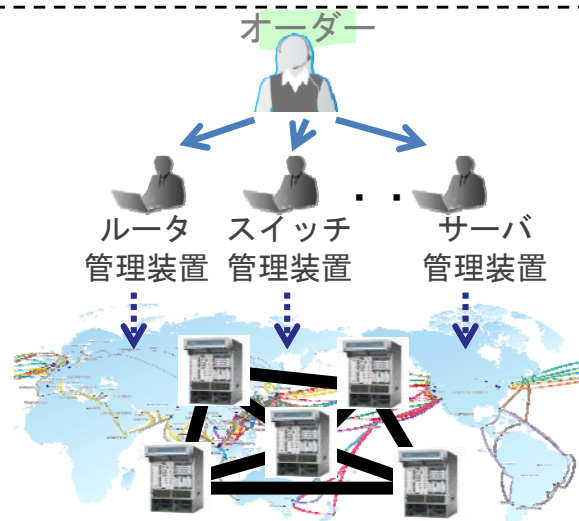 オーダー
ルータ
管理装置
スイッチ
管理装置
・・
サーバ
管理装置